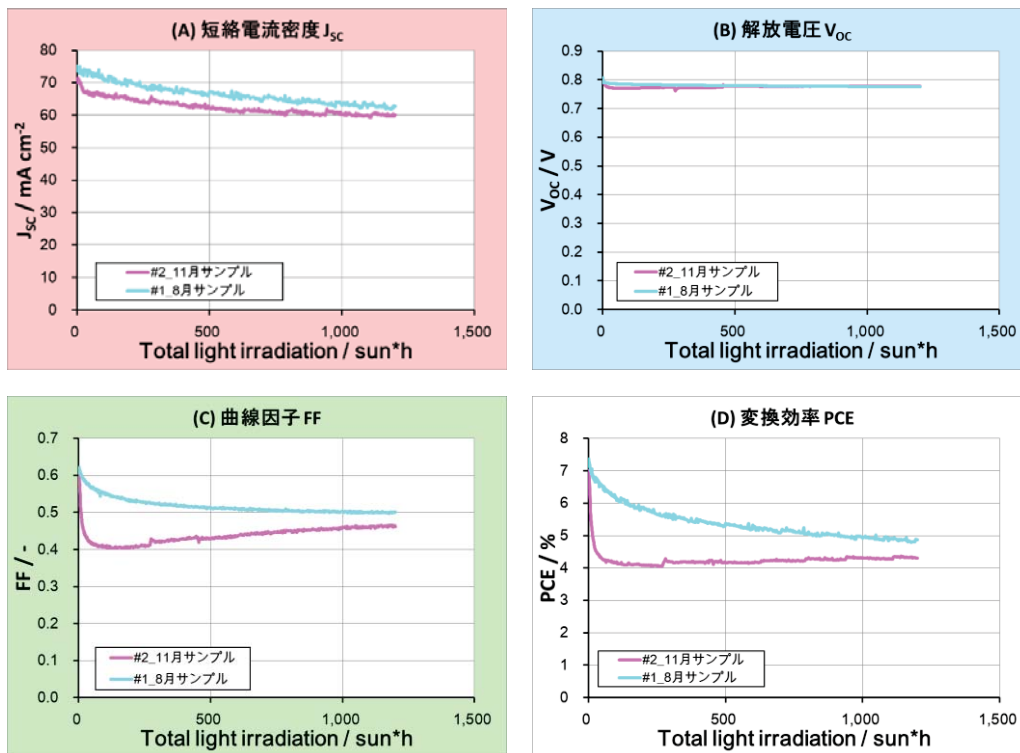 (A) 短絡電流密度 JSC
80
70
60
50
40
30
20
10
0
JSC / mA cm-2
#2_11月サンプル
#1_8月サンプル
0
500
1,000
1,500
Total light irradiation / sun*h
(B) 解放電圧 VOC
0.9
0.8
0.7
0.6
0.5
0.4
0.3
0.2
0.1
0.0
VOC / V
#2_11月サンプル
#1_8月サンプル
0
500
1,000
1,500
Total light irradiation / sun*h
(C) 曲線因子 FF
0.7
0.6
0.5
0.4
0.3
0.2
0.1
0.0
FF / -
#2_11月サンプル
#1_8月サンプル
0
500
1,000
1,500
Total light irradiation / sun*h
(D) 変換効率 PCE
8
7
6
5
4
3
2
1
0
PCE / %
#2_11月サンプル
#1_8月サンプル
0
500
1,000
1,500
Total light irradiation / sun*h